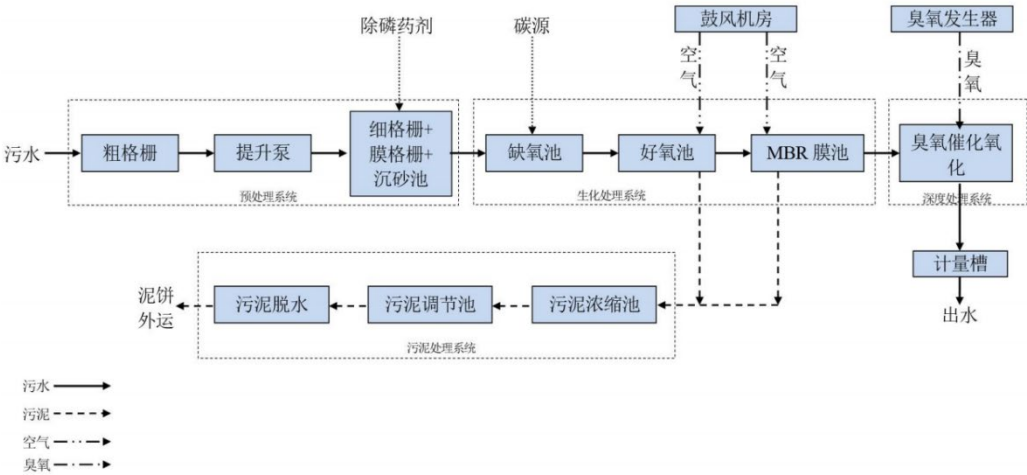 除磷药剂
碳源
鼓风机房
臭氧发生器
空气
空气
臭氧
污水
粗格栅
提升泵
细格栅+
膜格栅+
沉砂池
缺氧池
好氧池
MBR 膜池
臭氧催化氧
化
预处理系统
生化处理系统
深度处理系统
计量槽
出水
泥饼
外运
污泥脱水
污泥调节池
污泥浓缩池
污泥处理系统
污水
污泥
空气
臭氧